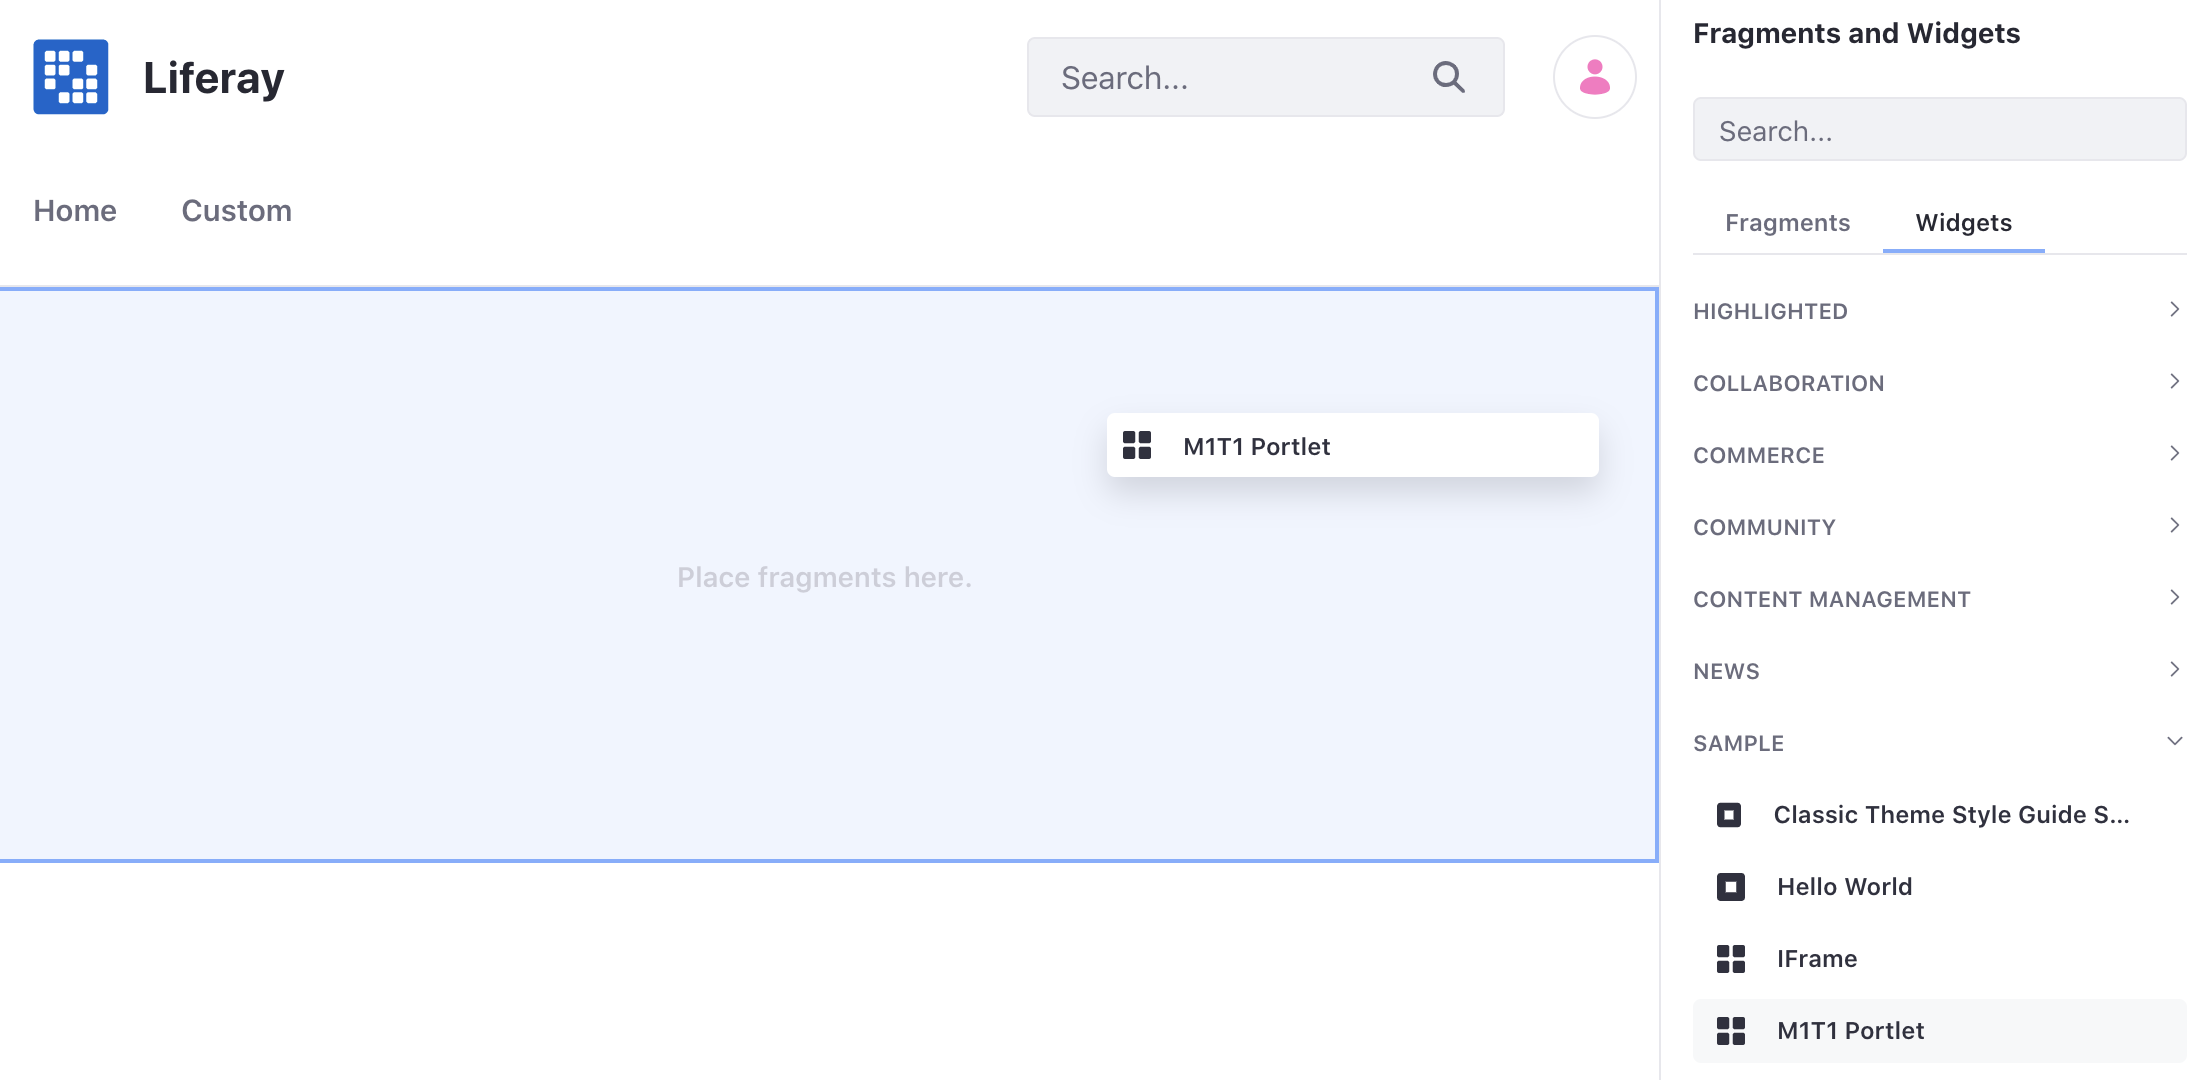 Liferay
Search...
Home
Custom
M1T1 Portlet
Place fragments here.
Fragments and Widgets
Search...
Fragments
Widgets
HIGHLIGHTED
COLLABORATION
COMMERCE
COMMUNITY
CONTENT MANAGEMENT
NEWS
SAMPLE
Classic Theme Style Guide S...
Hello World
IFrame
M1T1 Portlet